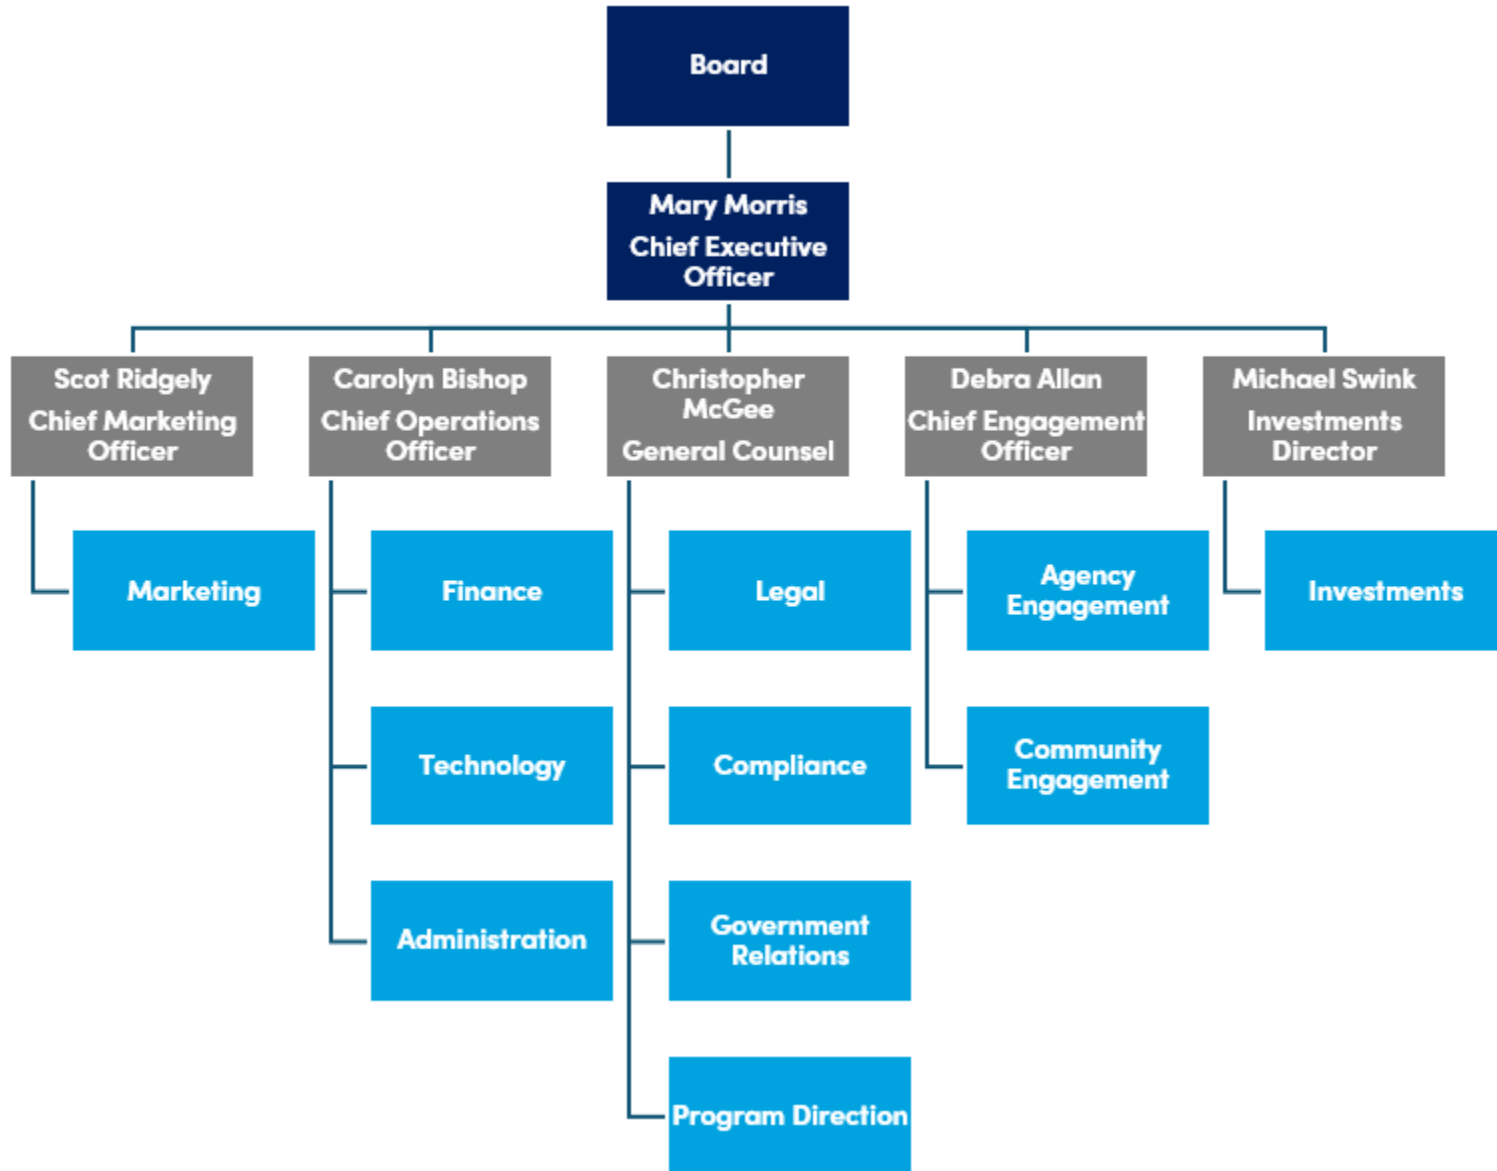 Board
Mary Morris
Chief Executive
Officer
Scot Ridgely
Chief Marketing
Officer
Carolyn Bishop
Chief Operations
Officer
Christopher
McGee
General Counsel
Debra Allan
Chief Engagement
Officer
Michael Swink
Investments
Director
Marketing
Finance
Legal
Agency
Engagement
Investments
Technology
Compliance
Community
Engagement
Administration
Government
Relations
Program Direction